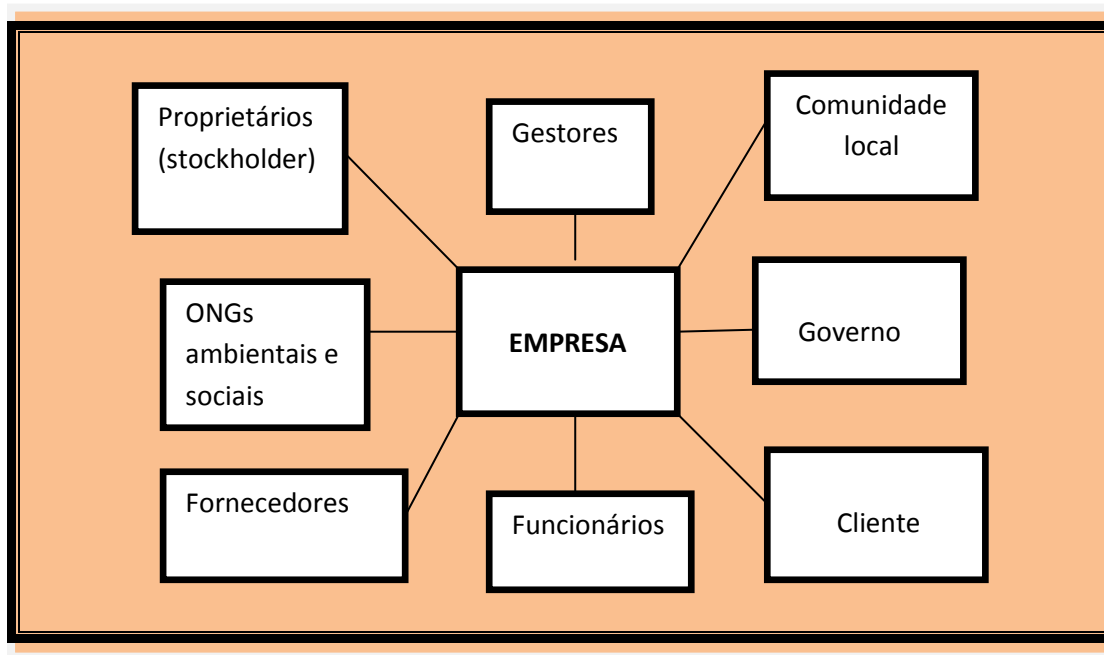 Proprietários
(stockholder)
Gestores
Comunidade
local
ONGs
ambientais e
sociais
EMPRESA
Governo
Fornecedores
Funcionários
Cliente